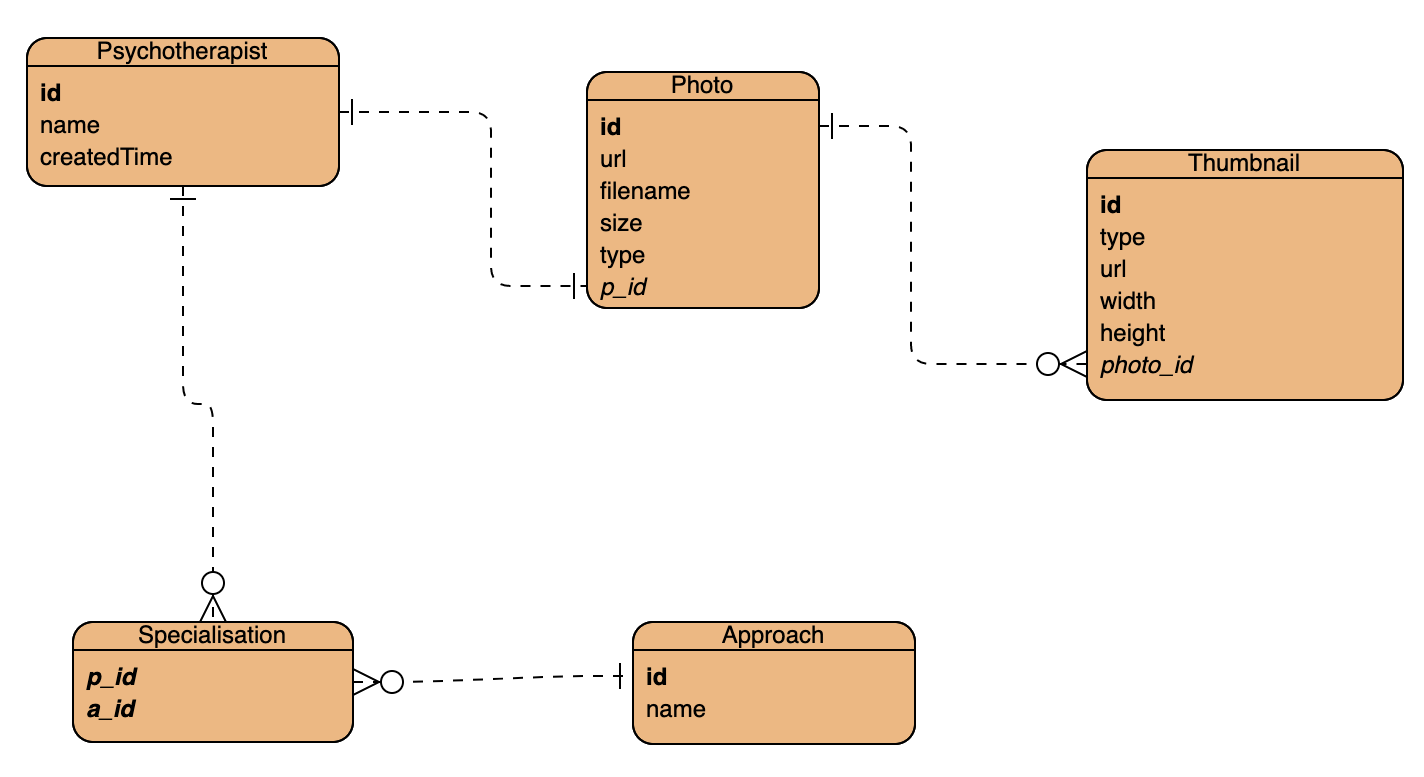 Psychotherapist
id
name
createdTime
Photo
id
url
filename
size
type
p_id
Thumbnail
id
type
url
width
height
photo_id
Specialisation
p_id
a_id
Approach
id
name